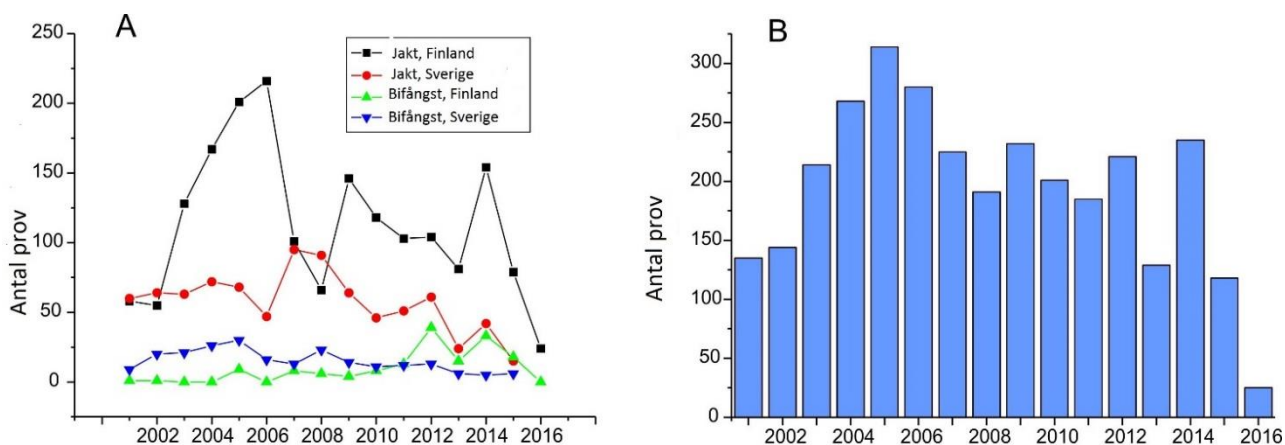 A
250
200
150
100
50
0
Antal prov
Jakt, Finland
Jakt, Sverige
Bifångst, Finland
Bifångst, Sverige
2002 2004 2006 2008 2010 2012 2014 2016
B
300
250
200
150
100
50
0
Antal prov
2002 2004 2006 2008 2010 2012 2014 2016